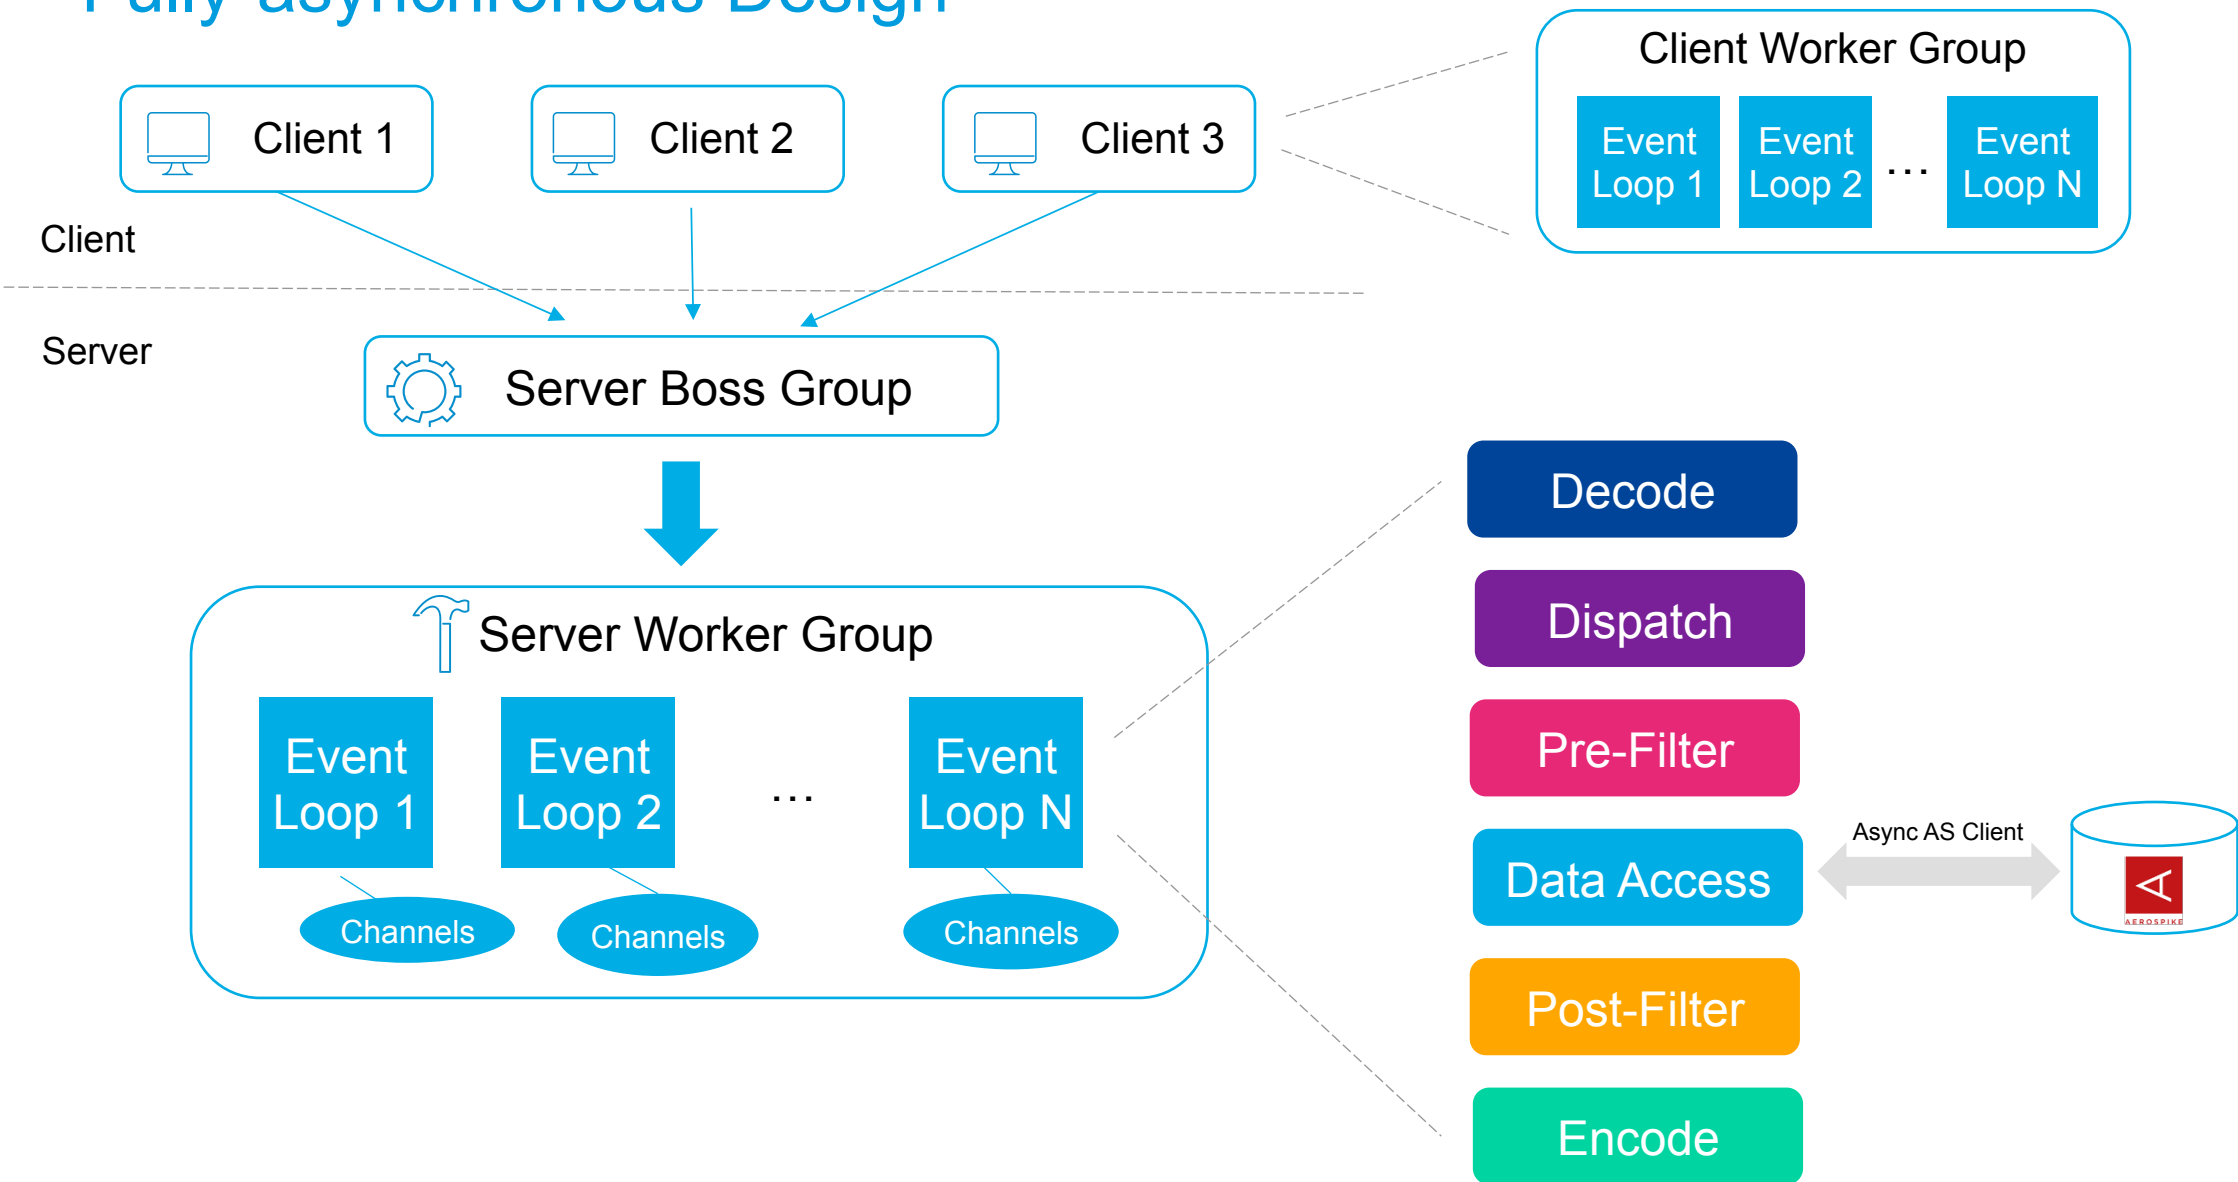 Fully-asynchronous Design
Client 1
Client 2
Client 3
Client Worker Group
Event
Loop 1
Event
Loop 2
...
Event
Loop N
Client
Server
Server Boss Group
Server Worker Group
Event
Loop 1
Event
Loop 2
...
Event
Loop N
Channels
Channels
Channels
Decode
Dispatch
Pre-Filter
Data Access
Async AS Client
AEROSPIKE
Post-Filter
Encode